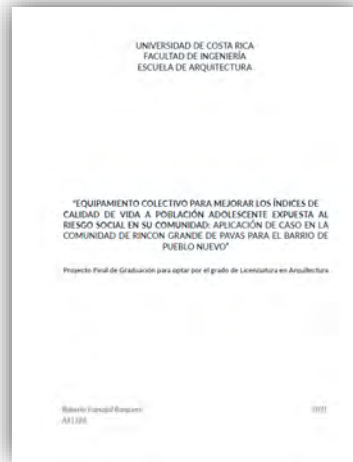 UNIVERSIDAD DE COSTA RICA
FACULTAD DE INGENIERÍA
ESCUELA DE ARQUITECTURA
"EQUIPAMIENTO COLECTIVO PARA MEJORAR LOS ÍNDICES DE
CALIDAD DE VIDA A POBLACIÓN ADOLESCENTE EXPUESTA AL
RIESGO SOCIAL EN SU COMUNIDAD: APLICACIÓN DE CASO EN LA
COMUNIDAD DE RINCON GRANDE DE PAVAS PARA EL BARRIO DE
PUEBLO NUEVO"
Proyecto Final de Graduación para optar por el grado de Licenciatura en Arquitectura
Roberto